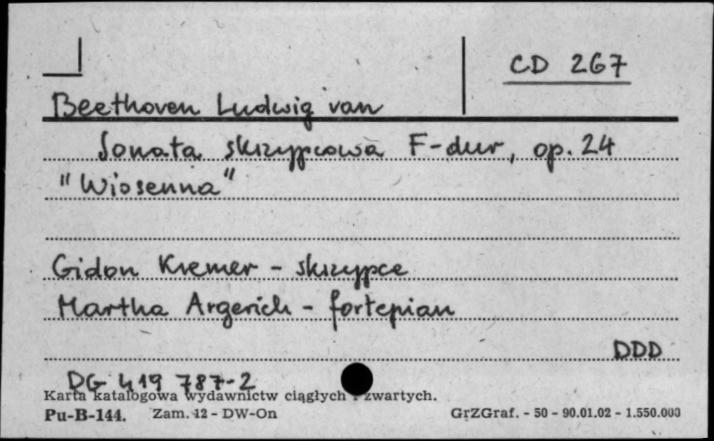 CD 267
Beethoven Ludwig van
Sonata skrzypcowa F-dur, op. 24
"Wiosenna"
Gidon Kremer - skrzypce
Martha Argerich - fortepian
DDD
DG 419 787-2
Karta katalogowa wydawnictw ciągłych i zwartych.
Pu-B-144. Zam. 12 - DW-On GrZGraf. - 50 - 90.01.02 - 1.550.000